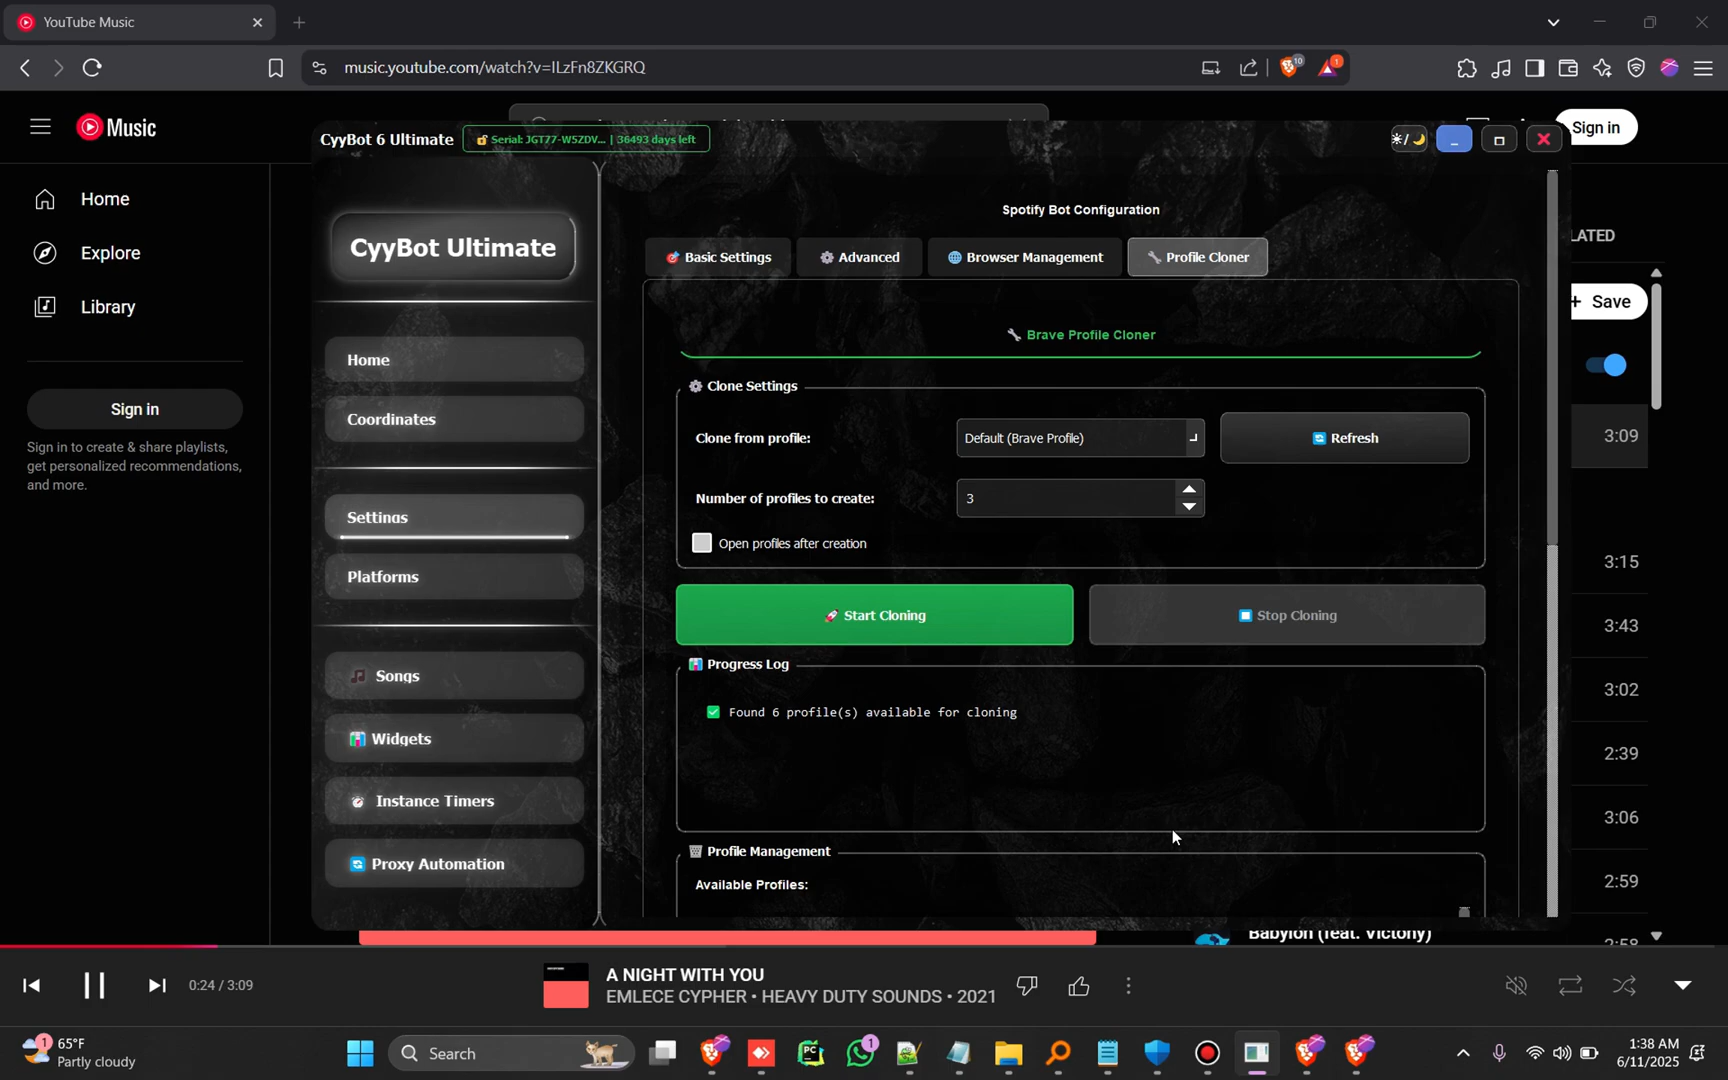 YouTube Music
music.youtube.com/watch?v=ILzFn8ZKGRQ
10
1
Music
Sign in
CyyBot 6 Ultimate
Serial: JGT77-W5ZDV... | 36493 days left
Home
Explore
Library
Sign in
Sign in to create & share playlists,
get personalized recommendations,
and more.
CyyBot Ultimate
Home
Coordinates
Settings
Platforms
Songs
Widgets
Instance Timers
Proxy Automation
Spotify Bot Configuration
Basic Settings
Advanced
Browser Management
Profile Cloner
Brave Profile Cloner
Clone Settings
Clone from profile:
Default (Brave Profile)
Refresh
Number of profiles to create:
3
Open profiles after creation
Start Cloning
Stop Cloning
Progress Log
Found 6 profile(s) available for cloning
Profile Management
Available Profiles:
LATED
+ Save
3:09
3:15
3:43
3:02
2:39
3:06
2:59
2:58
Babylon (feat. Victony)
0:24 / 3:09
A NIGHT WITH YOU
EMLECE CYPHER • HEAVY DUTY SOUNDS • 2021
1
65°F
Partly cloudy
Search
PC
1
1:38 AM
6/11/2025